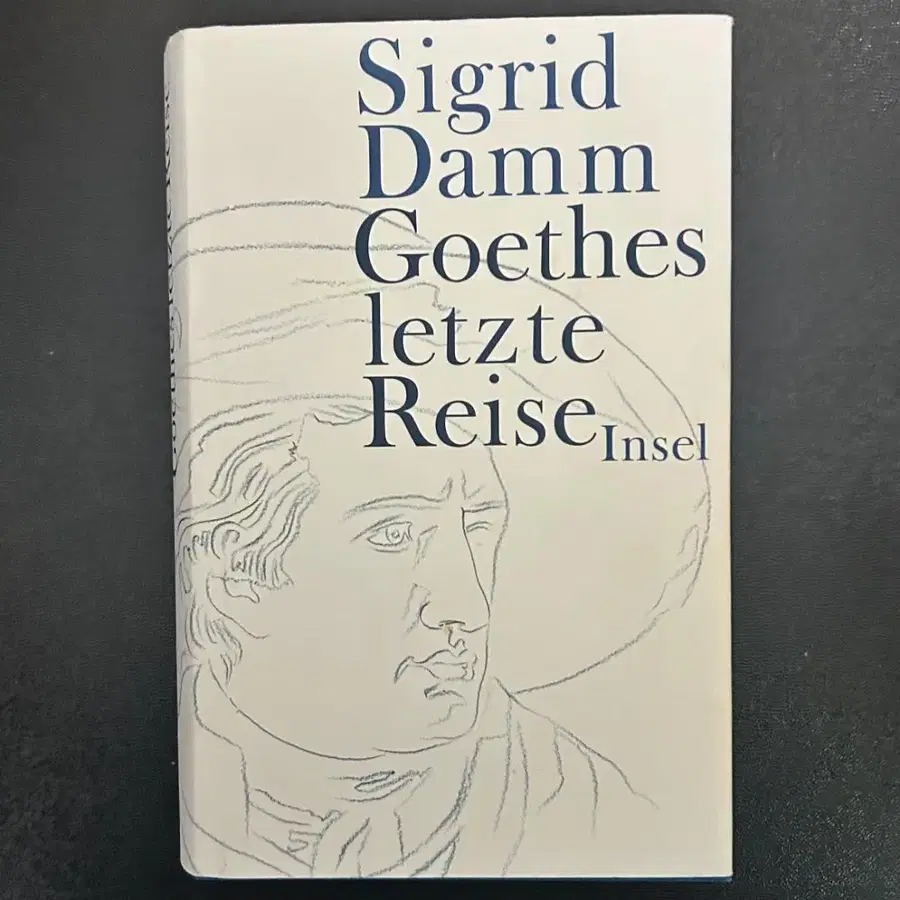 Sigrid
Damm
Goethes
letzte
Reise
Insel